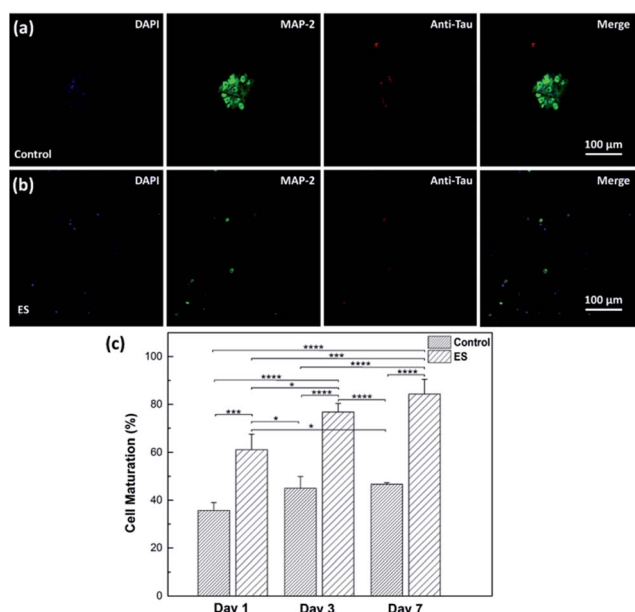 (a) DAPI MAP-2 Anti-Tau Merge
Control 100 µm
(b) DAPI MAP-2 Anti-Tau Merge
ES 100 µm
(c)
Control
ES
****
***
****
****
****
*
****
****
***
*
*
100
80
60
40
20
0
Cell Maturation (%)
Day 1 Day 3 Day 7